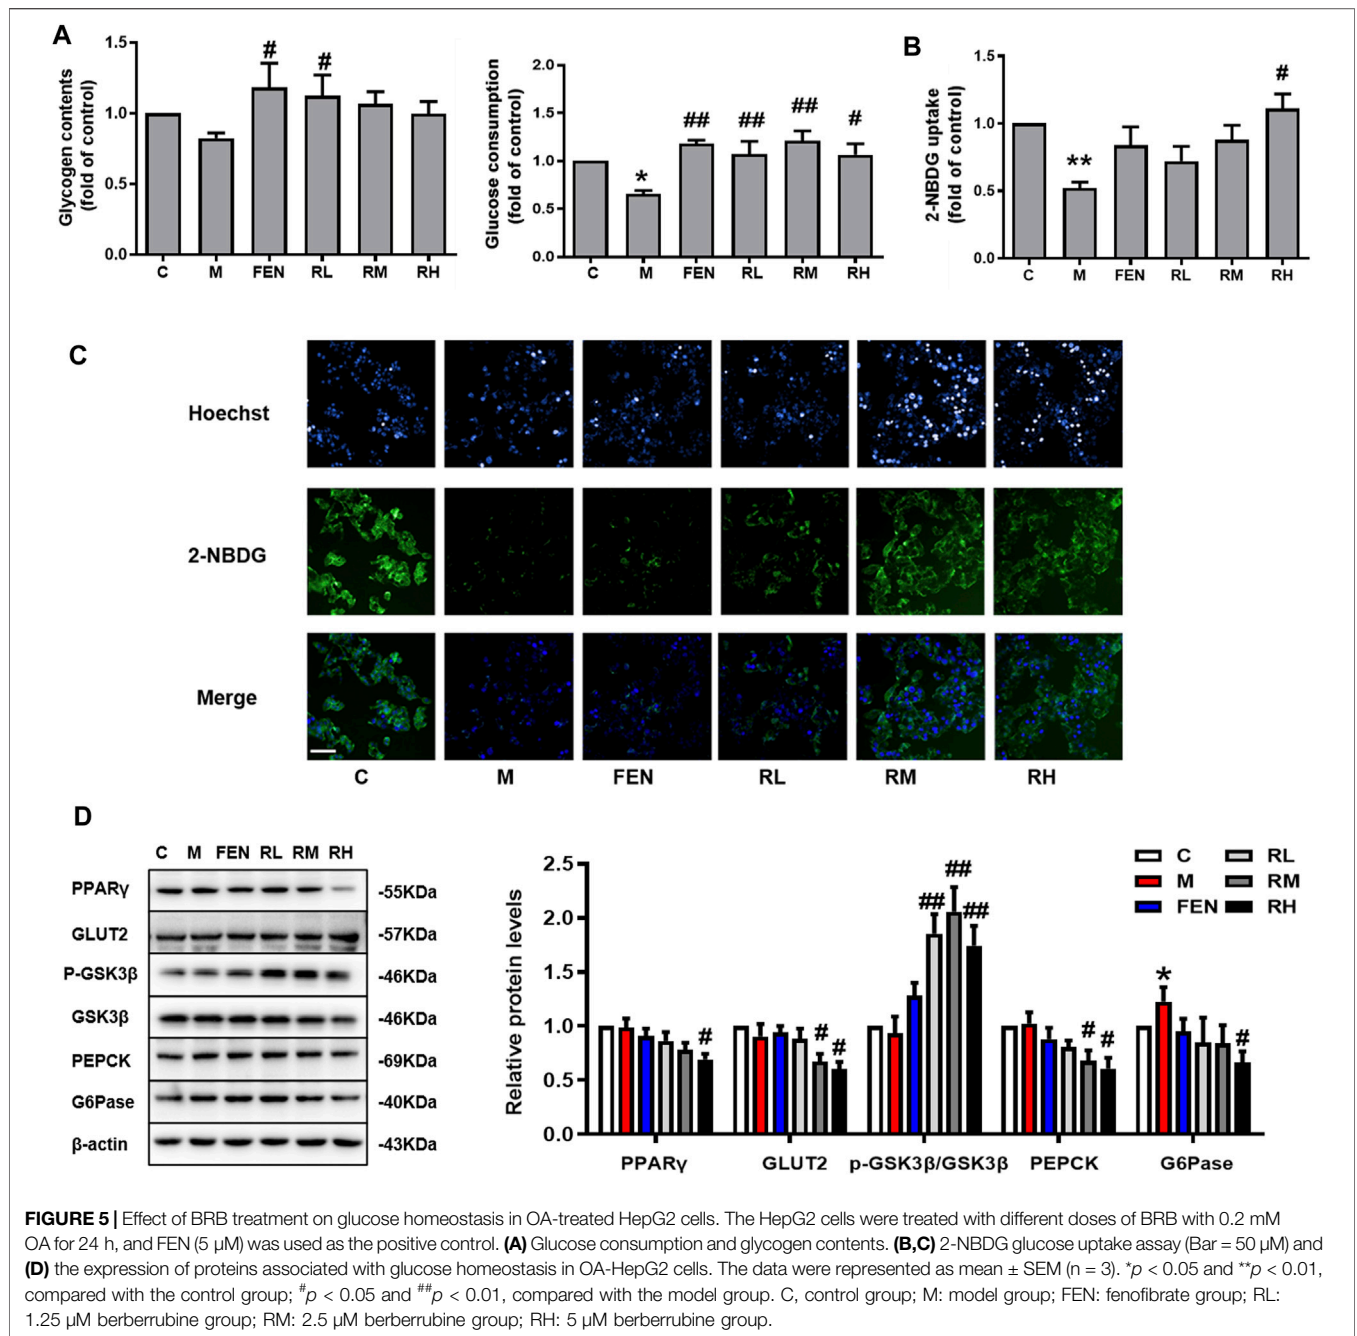 A
Glycogen contents
(fold of control)
1.5
1.0
0.5
0.0
# #
C M FEN RL RM RH
Glucose consumption
(fold of control)
2.0
1.5
1.0
0.5
0.0
* ## ## ## #
C M FEN RL RM RH
B
2-NBDG uptake
(fold of control)
1.5
1.0
0.5
0.0
** #
C M FEN RL RM RH
C
Hoechst
2-NBDG
Merge
C M FEN RL RM RH
D
C M FEN RL RM RH
PPARγ -55KDa
GLUT2 -57KDa
P-GSK3β -46KDa
GSK3β -46KDa
PEPCK -69KDa
G6Pase -40KDa
β-actin -43KDa
Relative protein levels
2.5
2.0
1.5
1.0
0.5
0.0
# # # ## ## ## # # * #
PPARγ GLUT2 p-GSK3β/GSK3β PEPCK G6Pase
C RL
M RM
FEN RH
FIGURE 5 | Effect of BRB treatment on glucose homeostasis in OA-treated HepG2 cells. The HepG2 cells were treated with different doses of BRB with 0.2 mM
OA for 24 h, and FEN (5 μM) was used as the positive control. (A) Glucose consumption and glycogen contents. (B,C) 2-NBDG glucose uptake assay (Bar = 50 μM) and
(D) the expression of proteins associated with glucose homeostasis in OA-HepG2 cells. The data were represented as mean ± SEM (n = 3). *p < 0.05 and **p < 0.01,
compared with the control group; #p < 0.05 and ##p < 0.01, compared with the model group. C, control group; M: model group; FEN: fenofibrate group; RL:
1.25 μM berberrubine group; RM: 2.5 μM berberrubine group; RH: 5 μM berberrubine group.